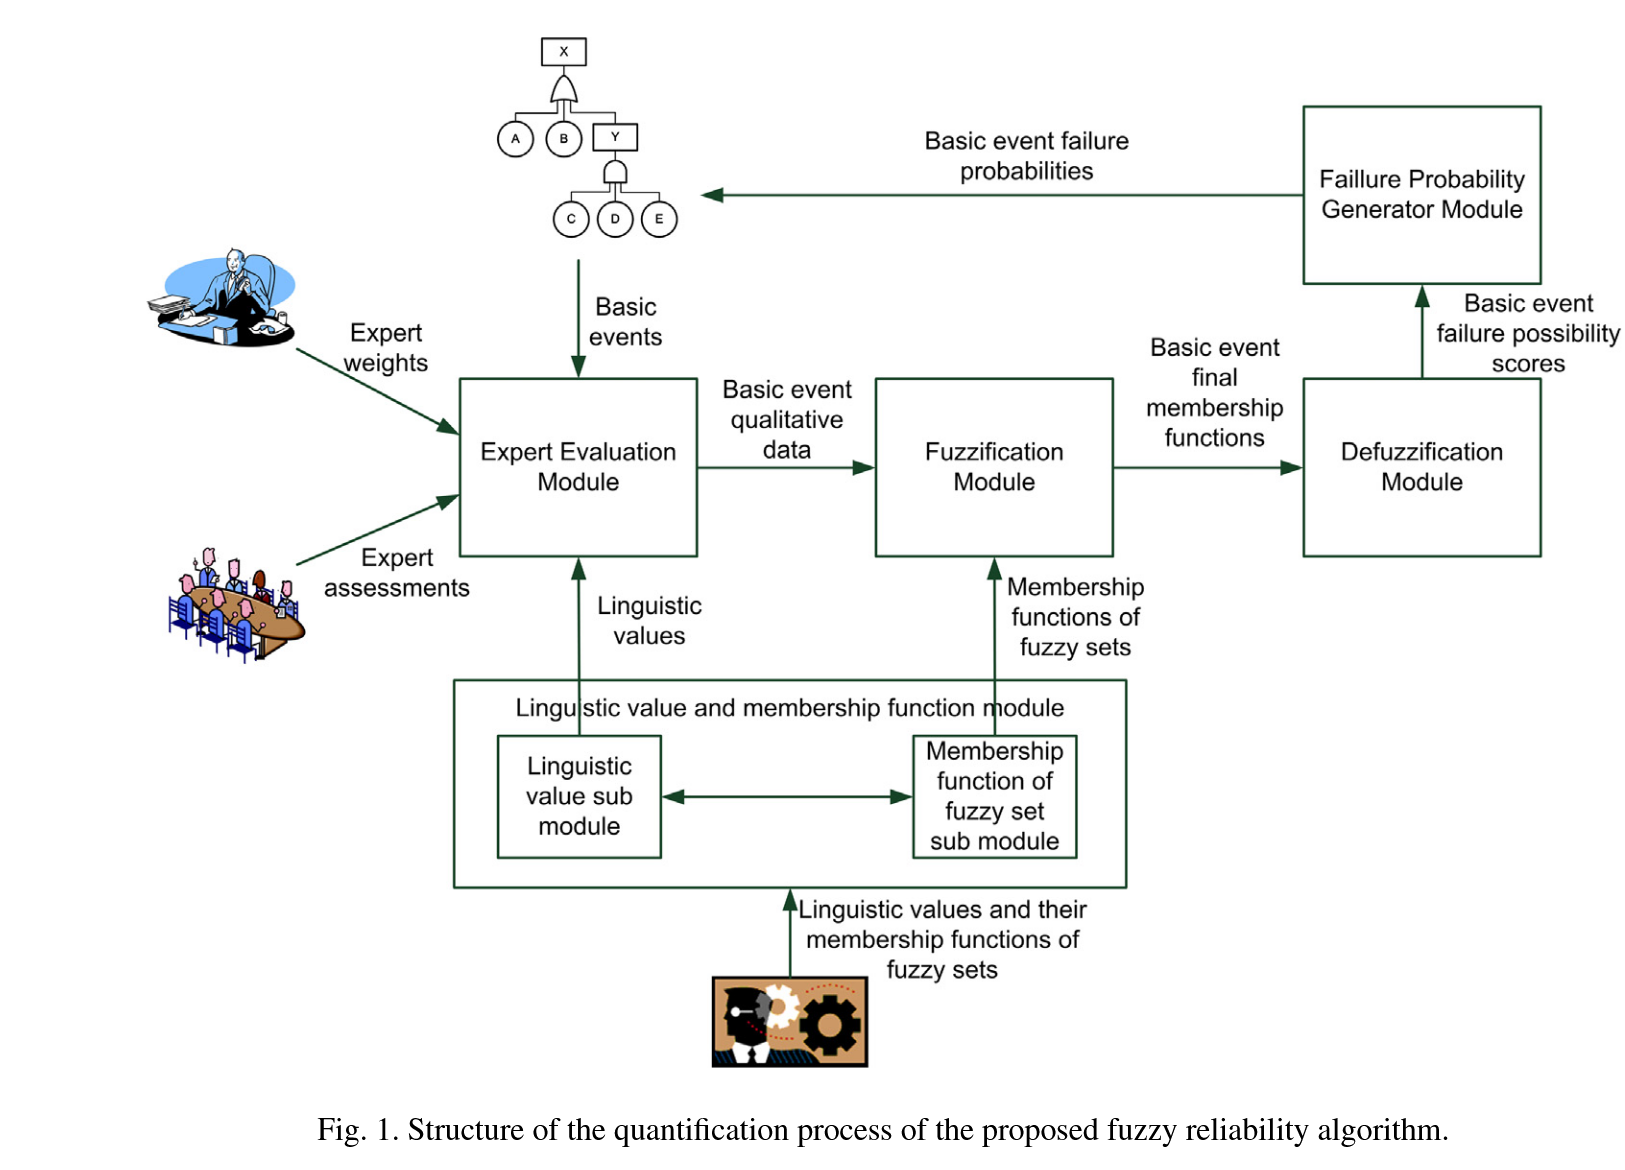 X
A
B
Y
C
D
E
Basic event failure
probabilities
Faillure Probability
Generator Module
Basic
events
Expert
weights
Basic event
failure possibility
scores
Basic event
qualitative
data
Basic event
final
membership
functions
Expert Evaluation
Module
Fuzzification
Module
Defuzzification
Module
Expert
assessments
Linguistic
values
Membership
functions of
fuzzy sets
Linguistic value and membership function module
Linguistic
value sub
module
Membership
function of
fuzzy set
sub module
Linguistic values and their
membership functions of
fuzzy sets
Fig. 1. Structure of the quantification process of the proposed fuzzy reliability algorithm.